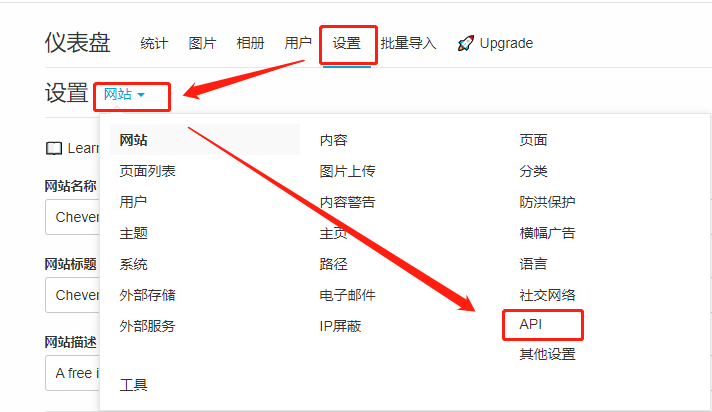 仪表盘 统计 图片 相册 用户 设置 批量导入 Upgrade
设置 网站
网站 内容 页面
Learn
页面列表 图片上传 分类
网站名称
用户 内容警告 防洪保护
Chever
主题 主页 横幅广告
网站标题
系统 路径 语言
Chever
外部存储 电子邮件 社交网络
外部服务 IP屏蔽 API
网站描述
其他设置
A free i
工具